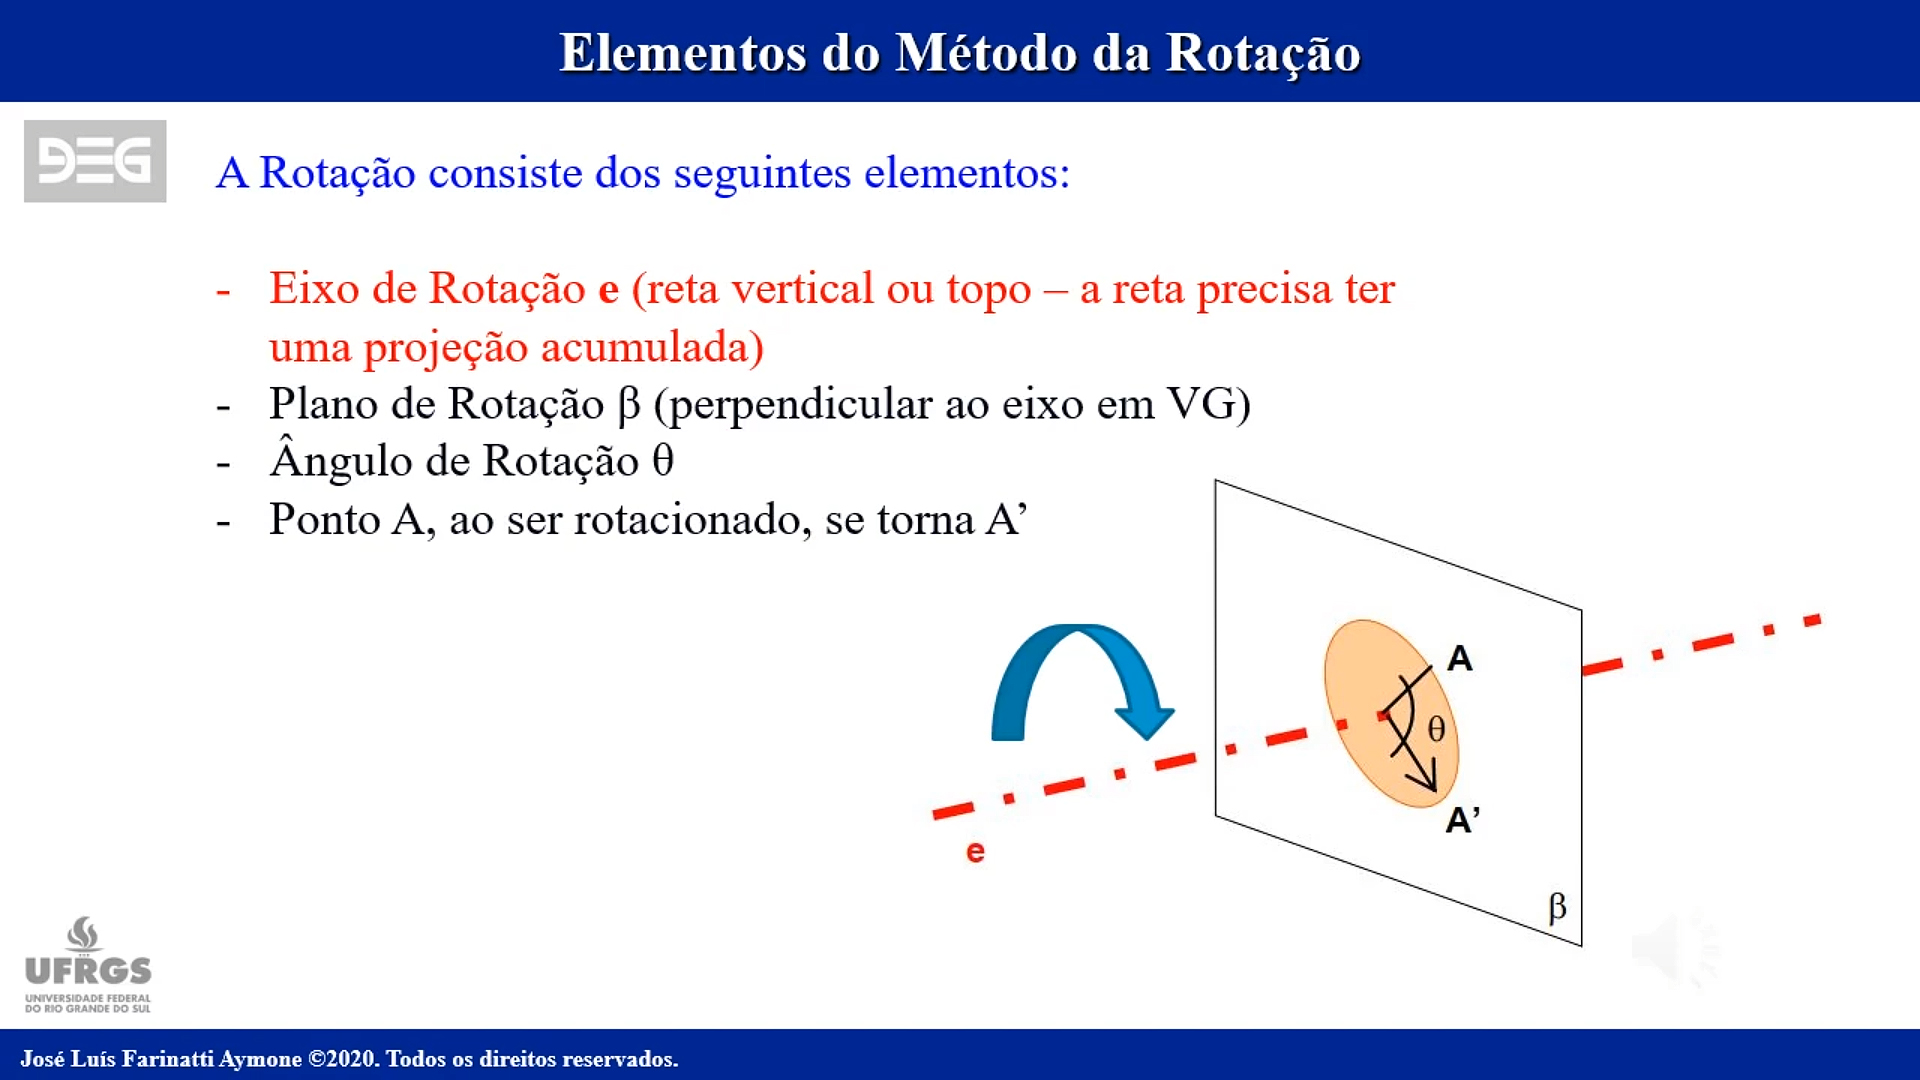 Elementos do Método da Rotação
DEG
A Rotação consiste dos seguintes elementos:
- Eixo de Rotação e (reta vertical ou topo – a reta precisa ter
uma projeção acumulada)
- Plano de Rotação β (perpendicular ao eixo em VG)
- Ângulo de Rotação θ
- Ponto A, ao ser rotacionado, se torna A’
A
θ
A’
e
β
UFRGS
UNIVERSIDADE FEDERAL
DO RIO GRANDE DO SUL
José Luís Farinatti Aymone ©2020. Todos os direitos reservados.